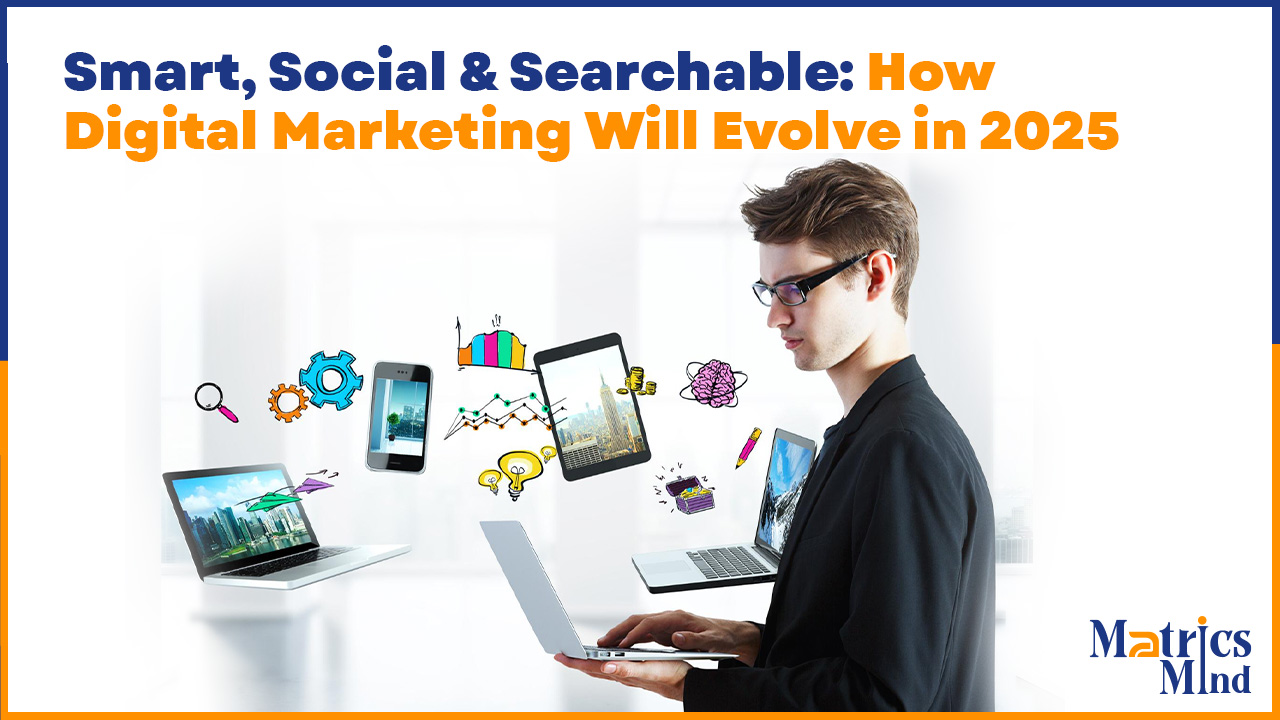 Smart, Social & Searchable: How
Digital Marketing Will Evolve in 2025
Matrics
Mind